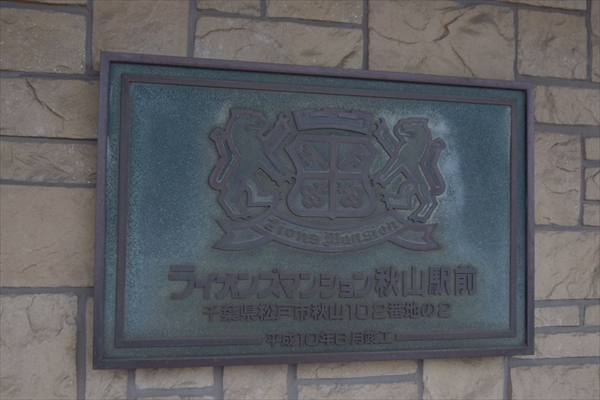 Lions Mansion
ライオンズマンション秋山駅前
千葉県松戸市秋山102番地の2
平成10年6月竣工